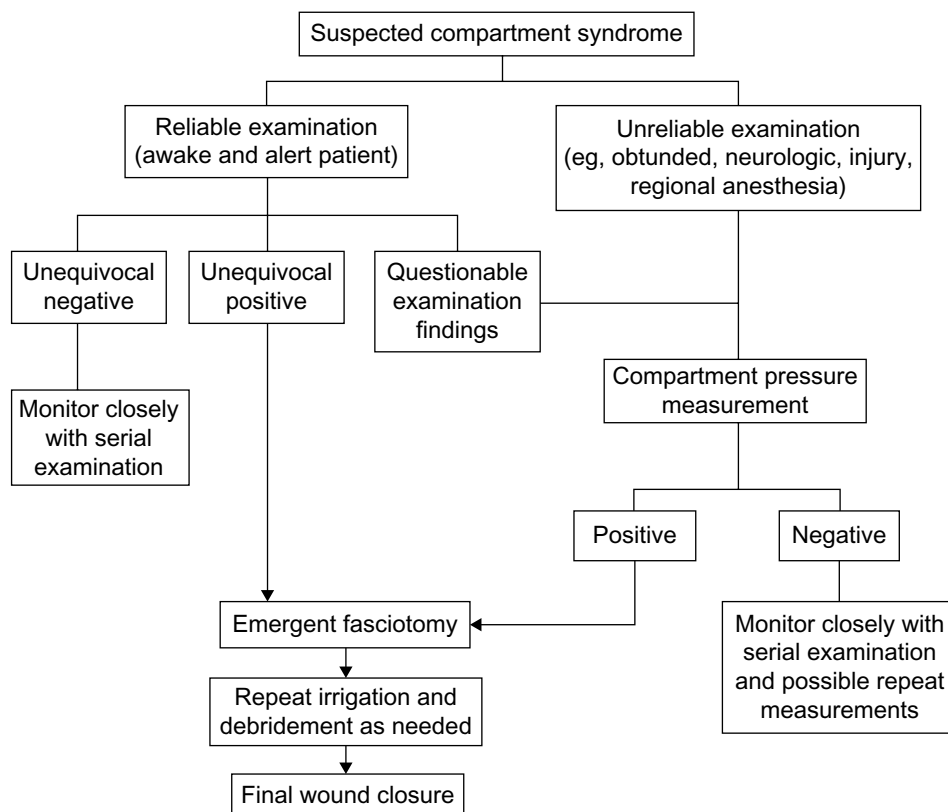 Suspected compartment syndrome
Reliable examination
(awake and alert patient)
Unreliable examination
(eg, obtunded, neurologic, injury,
regional anesthesia)
Unequivocal
negative
Unequivocal
positive
Questionable
examination
findings
Monitor closely
with serial
examination
Compartment pressure
measurement
Positive
Negative
Emergent fasciotomy
Monitor closely with
serial examination
and possible repeat
measurements
Repeat irrigation and
debridement as needed
Final wound closure